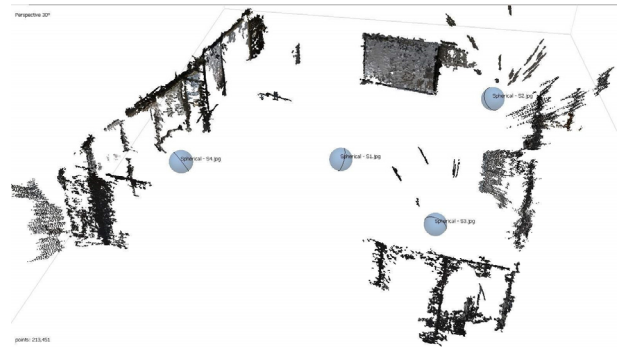 Perspective 30°
Spherical - S2.jpg
Spherical - S4.jpg
Spherical - S1.jpg
Spherical - S3.jpg
points: 213,451